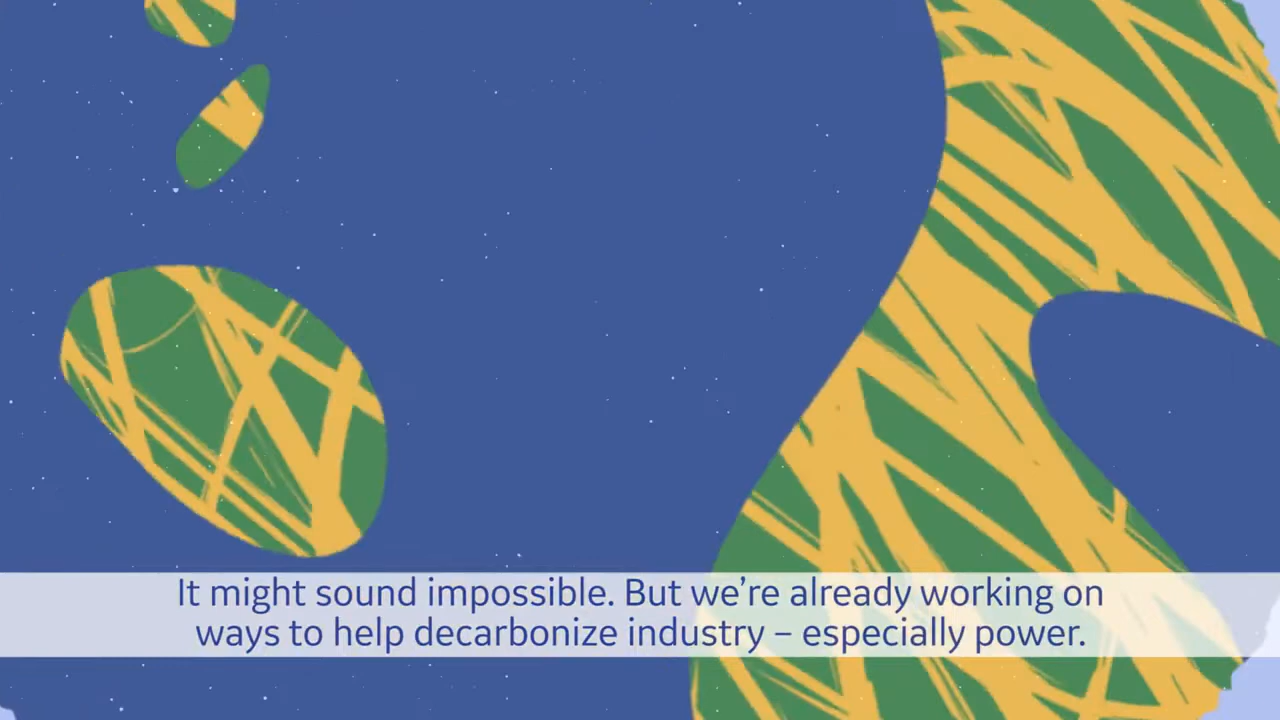 It might sound impossible. But we’re already working on
ways to help decarbonize industry – especially power.